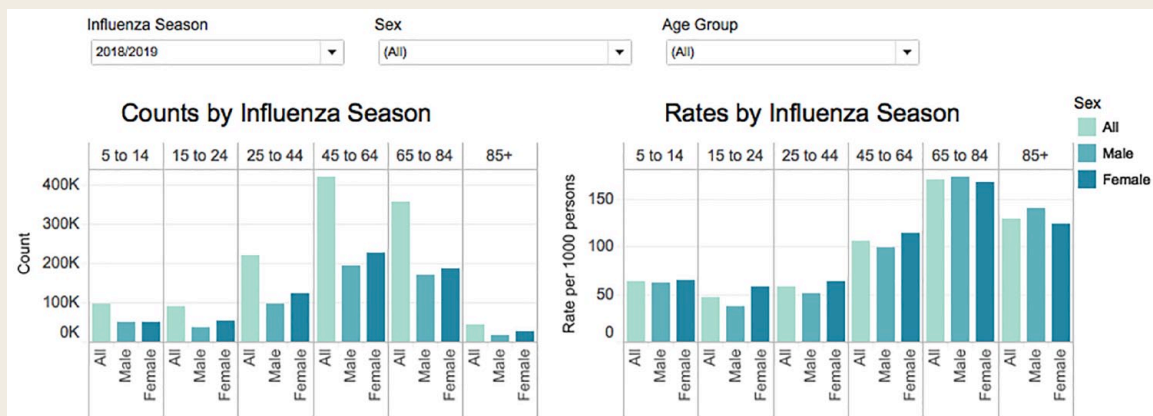 Influenza Season
Sex
Age Group
2018/2019
(All)
(All)
Counts by Influenza Season
5 to 14
15 to 24
25 to 44
45 to 64
65 to 84
85+
400K
300K
200K
100K
0K
Count
All
Male
Female
All
Male
Female
All
Male
Female
All
Male
Female
All
Male
Female
All
Male
Female
Rates by Influenza Season
5 to 14
15 to 24
25 to 44
45 to 64
65 to 84
85+
150
100
50
0
Rate per 1000 persons
All
Male
Female
All
Male
Female
All
Male
Female
All
Male
Female
All
Male
Female
All
Male
Female
Sex
All
Male
Female